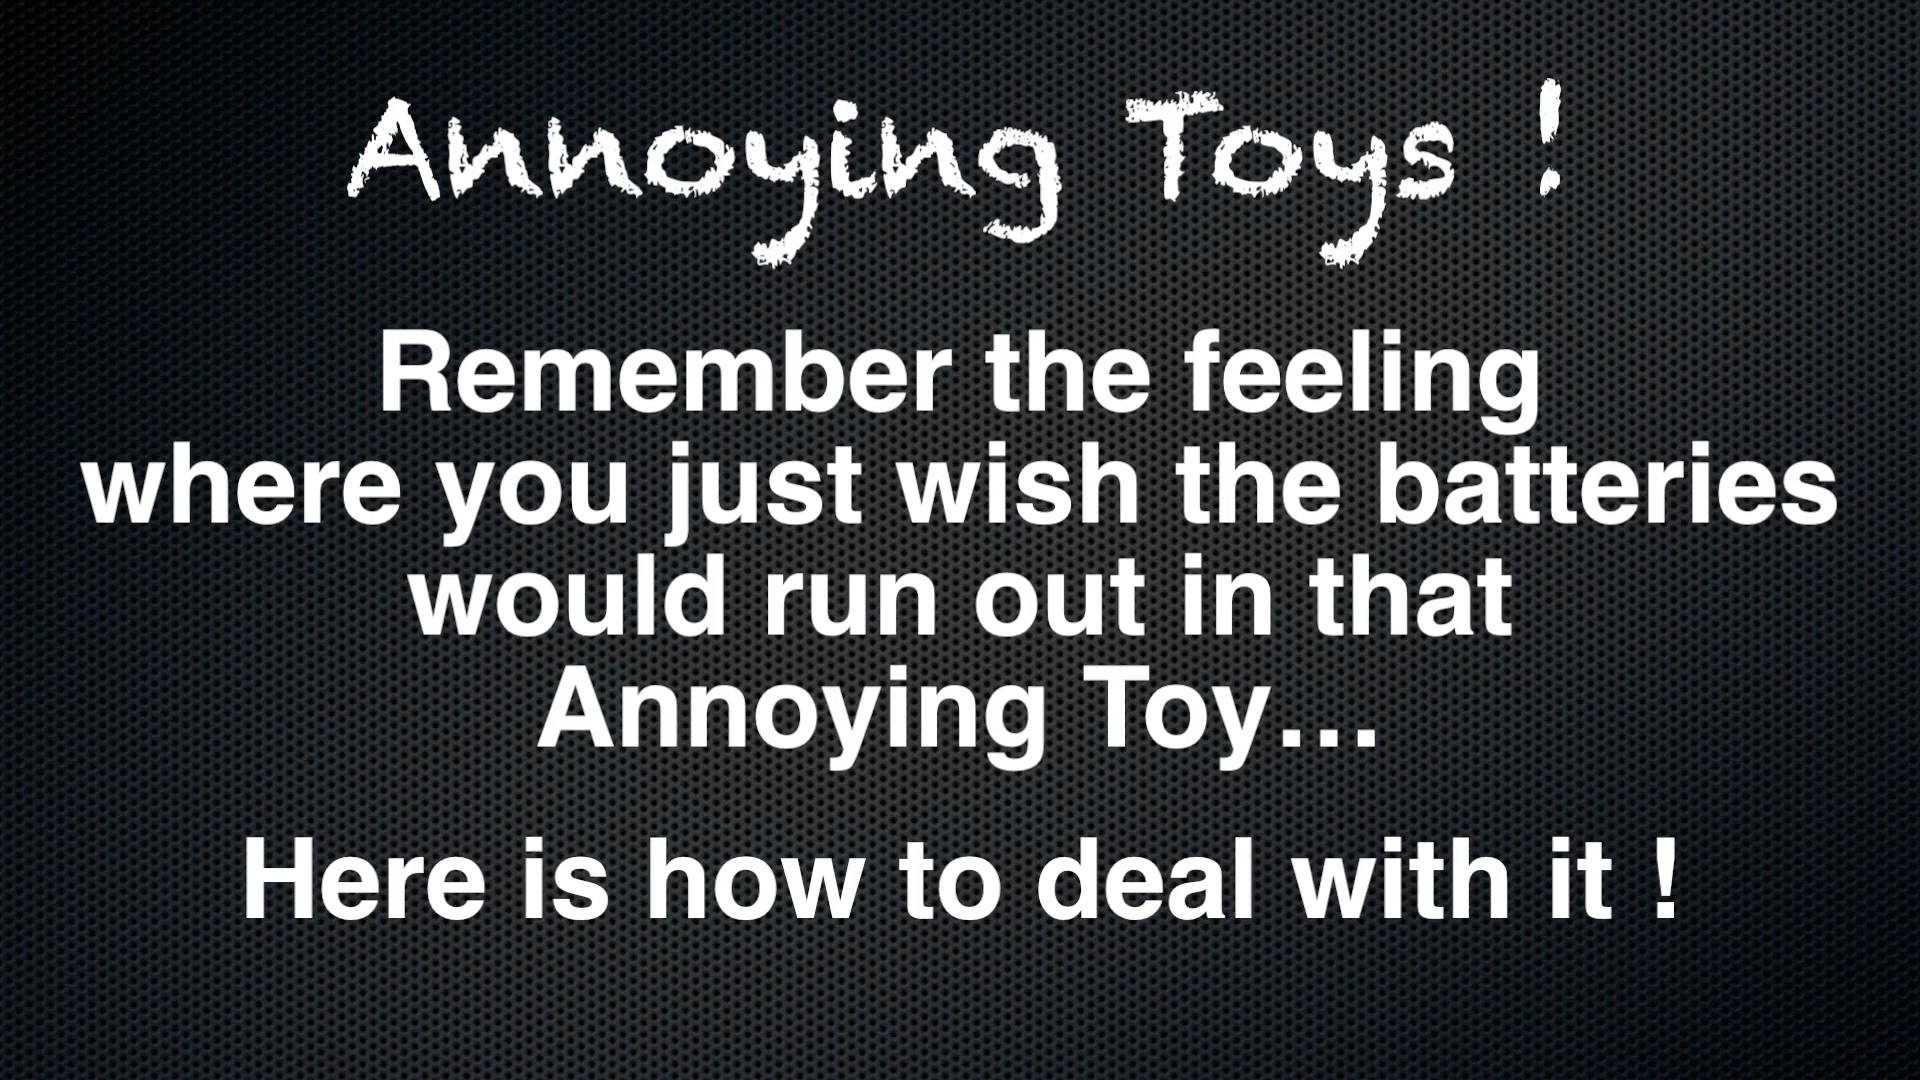 Annoying Toys !
Remember the feeling
where you just wish the batteries
would run out in that
Annoying Toy...
Here is how to deal with it !